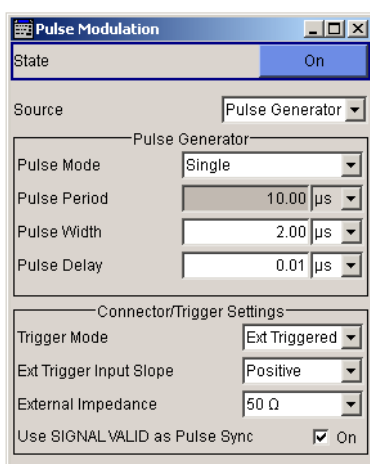 Pulse Modulation
State On
Source Pulse Generator
Pulse Generator
Pulse Mode Single
Pulse Period 10.00 µs
Pulse Width 2.00 µs
Pulse Delay 0.01 µs
Connector/Trigger Settings
Trigger Mode Ext Triggered
Ext Trigger Input Slope Positive
External Impedance 50 Ω
Use SIGNAL VALID as Pulse Sync On